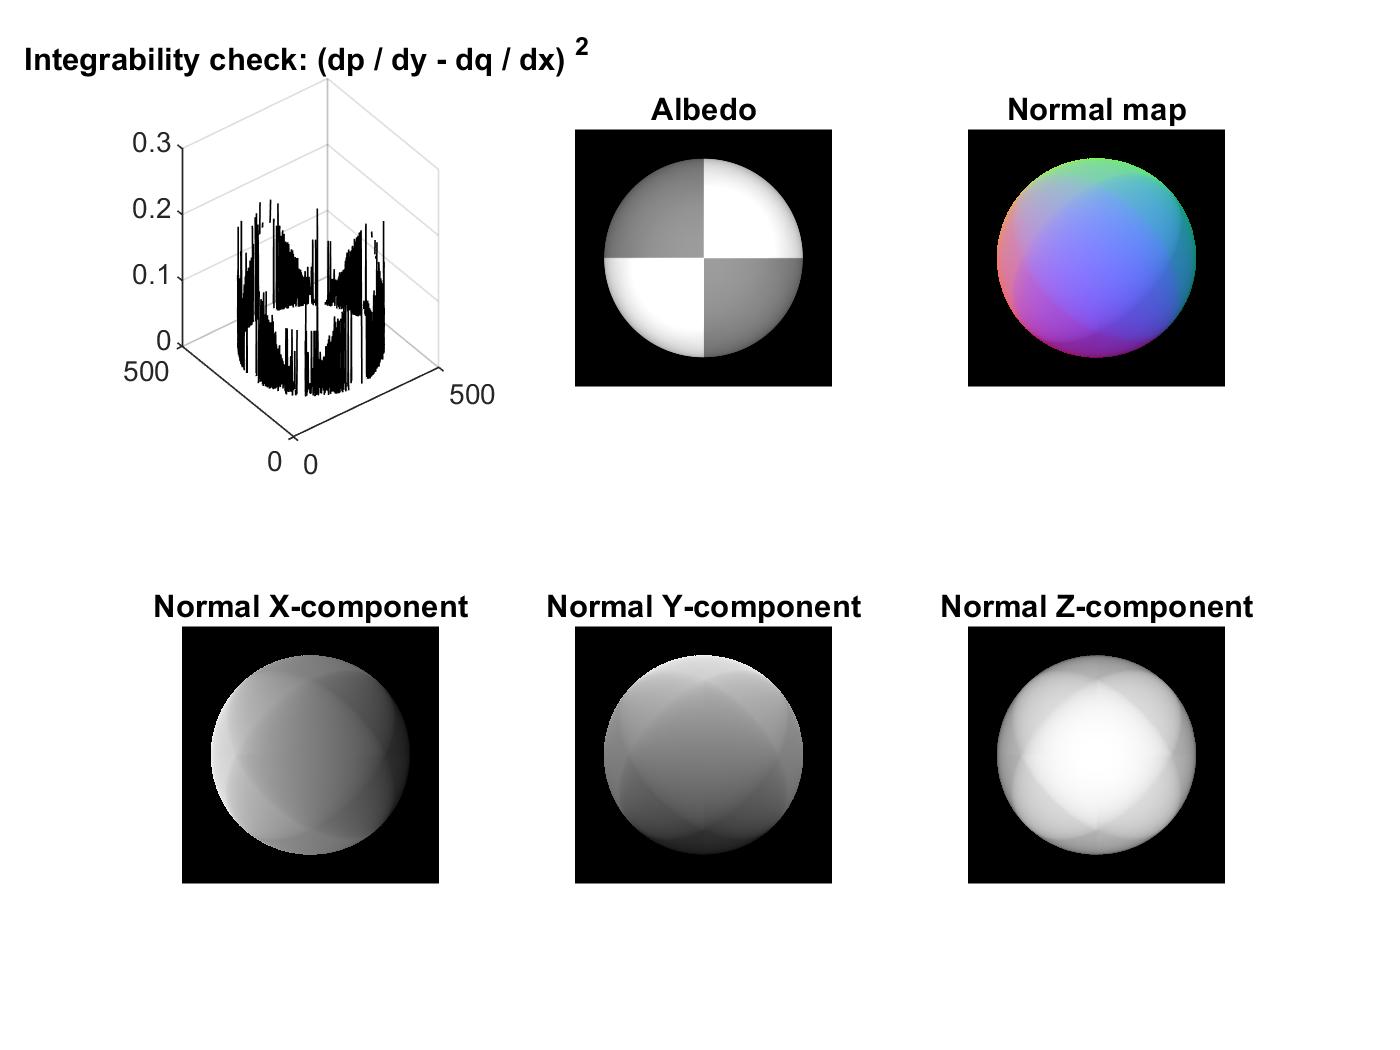 Integrability check: (dp / dy - dq / dx) 2
Albedo
Normal map
0.3
0.2
0.1
0
500
500
0 0
Normal X-component
Normal Y-component
Normal Z-component